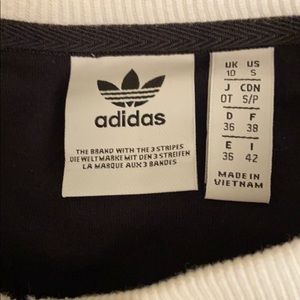 adidas
THE BRAND WITH THE 3 STRIPES
DIE WELTMARKE MIT DEN 3 STREIFEN
LA MARQUE AUX 3 BANDES
UK US
10 S
J CDN
OT S/P
D F
36 38
E I
36 42
MADE IN
VIETNAM